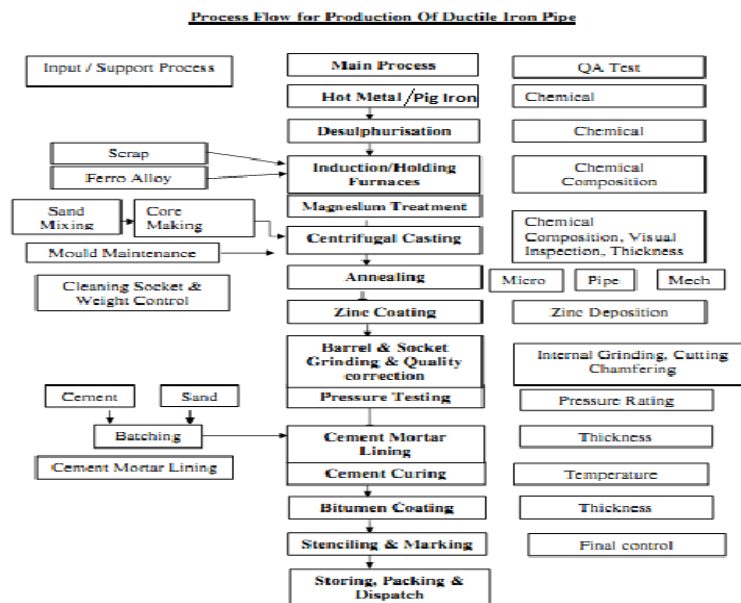 Process Flow for Production Of Ductile Iron Pipe
Input / Support Process
Main Process
QA Test
Hot Metal/Pig Iron
Chemical
Desulphurisation
Chemical
Scrap
Ferro Alloy
Induction/Holding
Furnaces
Chemical
Composition
Magnesium Treatment
Sand
Mixing
Core
Making
Centrifugal Casting
Chemical
Composition, Visual
Inspection, Thickness
Mould Maintenance
Annealing
Micro
Pipe
Mech
Cleaning Socket &
Weight Control
Zinc Coating
Zinc Deposition
Barrel & Socket
Grinding & Quality
correction
Internal Grinding, Cutting
Chamfering
Pressure Testing
Pressure Rating
Cement
Sand
Batching
Cement Mortar
Lining
Thickness
Cement Mortar Lining
Cement Curing
Temperature
Bitumen Coating
Thickness
Stenciling & Marking
Final control
Storing, Packing &
Dispatch